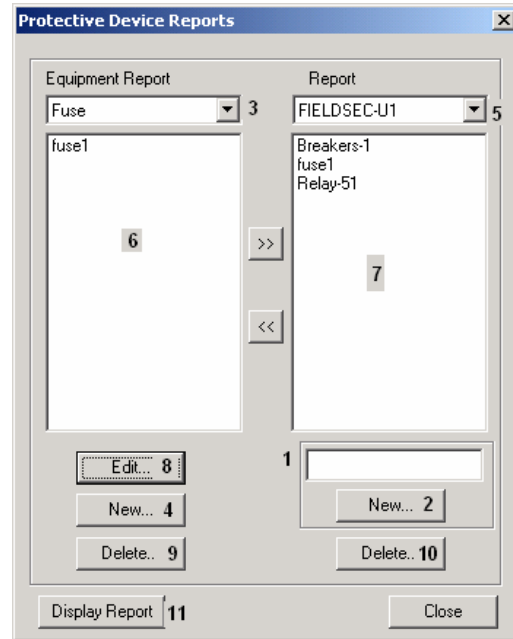 Protective Device Reports
Equipment Report
Report
Fuse
3
FIELDSEC-U1
5
fuse1
6
Breakers-1
fuse1
Relay-51
7
>>
<<
Edit... 8
New... 4
Delete.. 9
1
New... 2
Delete.. 10
Display Report 11
Close